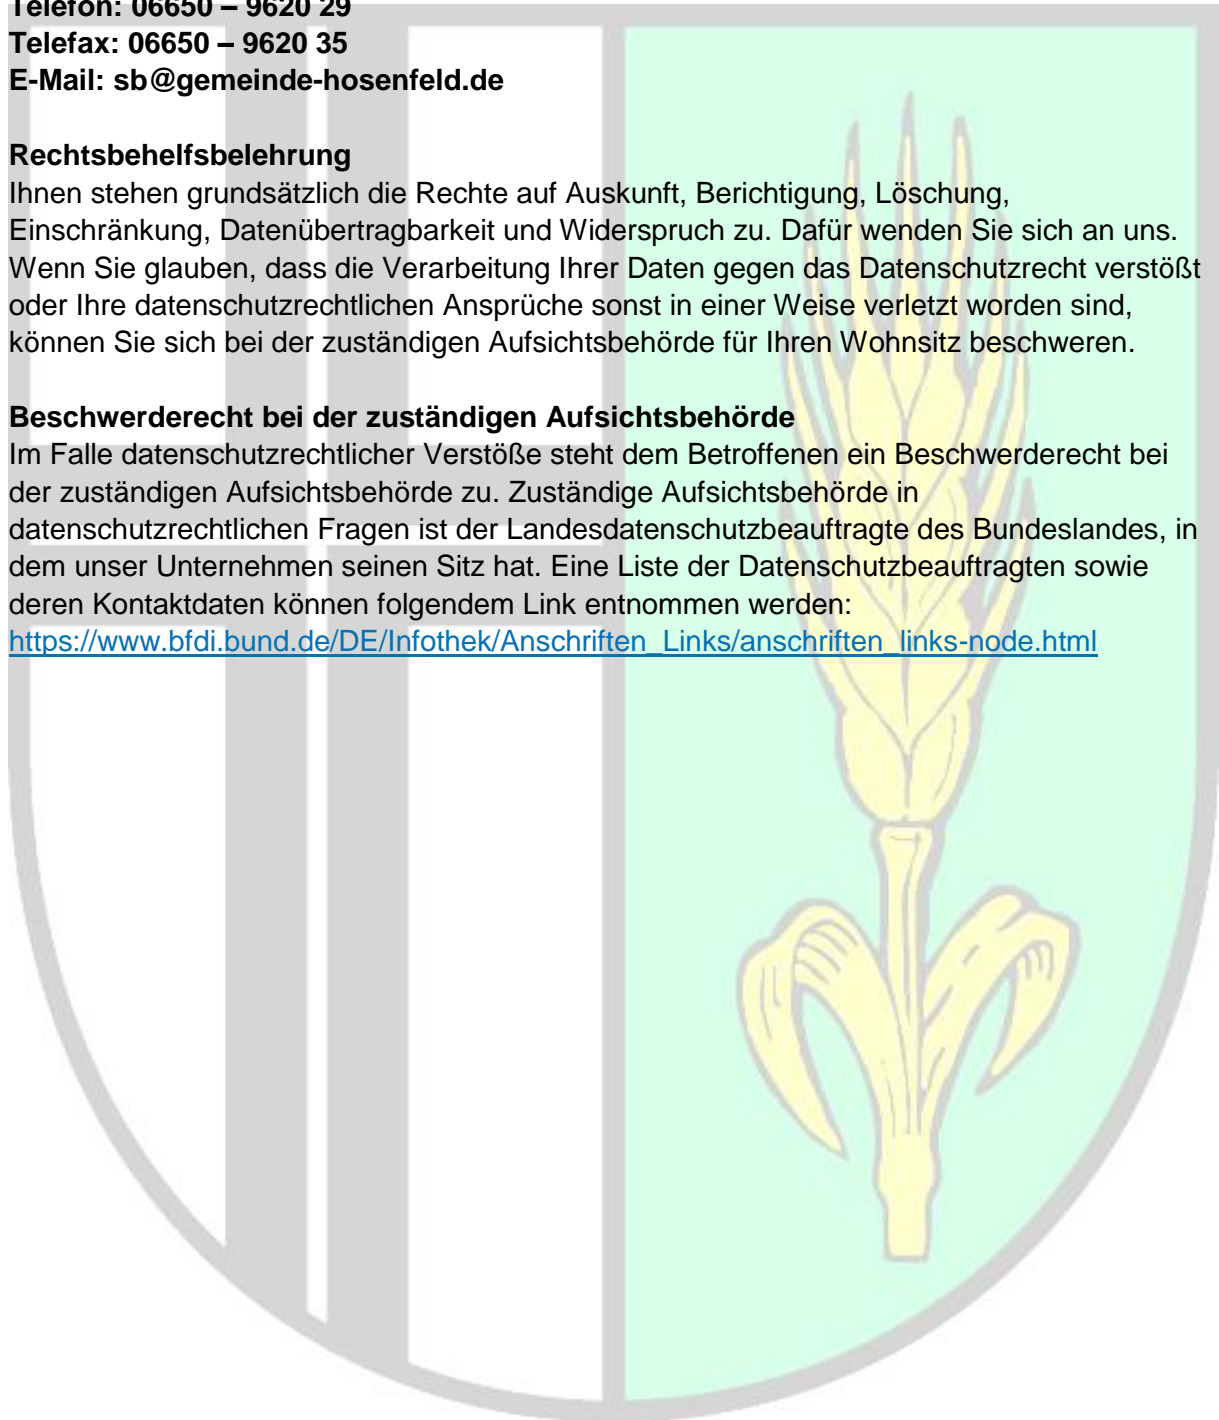 Telefon: 06650 – 9620 29
Telefax: 06650 – 9620 35
E-Mail: sb@gemeinde-hosenfeld.de
Rechtsbehelfsbelehrung
Ihnen stehen grundsätzlich die Rechte auf Auskunft, Berichtigung, Löschung,
Einschränkung, Datenübertragbarkeit und Widerspruch zu. Dafür wenden Sie sich an uns.
Wenn Sie glauben, dass die Verarbeitung Ihrer Daten gegen das Datenschutzrecht verstößt
oder Ihre datenschutzrechtlichen Ansprüche sonst in einer Weise verletzt worden sind,
können Sie sich bei der zuständigen Aufsichtsbehörde für Ihren Wohnsitz beschweren.
Beschwerderecht bei der zuständigen Aufsichtsbehörde
Im Falle datenschutzrechtlicher Verstöße steht dem Betroffenen ein Beschwerderecht bei
der zuständigen Aufsichtsbehörde zu. Zuständige Aufsichtsbehörde in
datenschutzrechtlichen Fragen ist der Landesdatenschutzbeauftragte des Bundeslandes, in
dem unser Unternehmen seinen Sitz hat. Eine Liste der Datenschutzbeauftragten sowie
deren Kontaktdaten können folgendem Link entnommen werden:
https://www.bfdi.bund.de/DE/Infothek/Anschriften_Links/anschriften_links-node.html